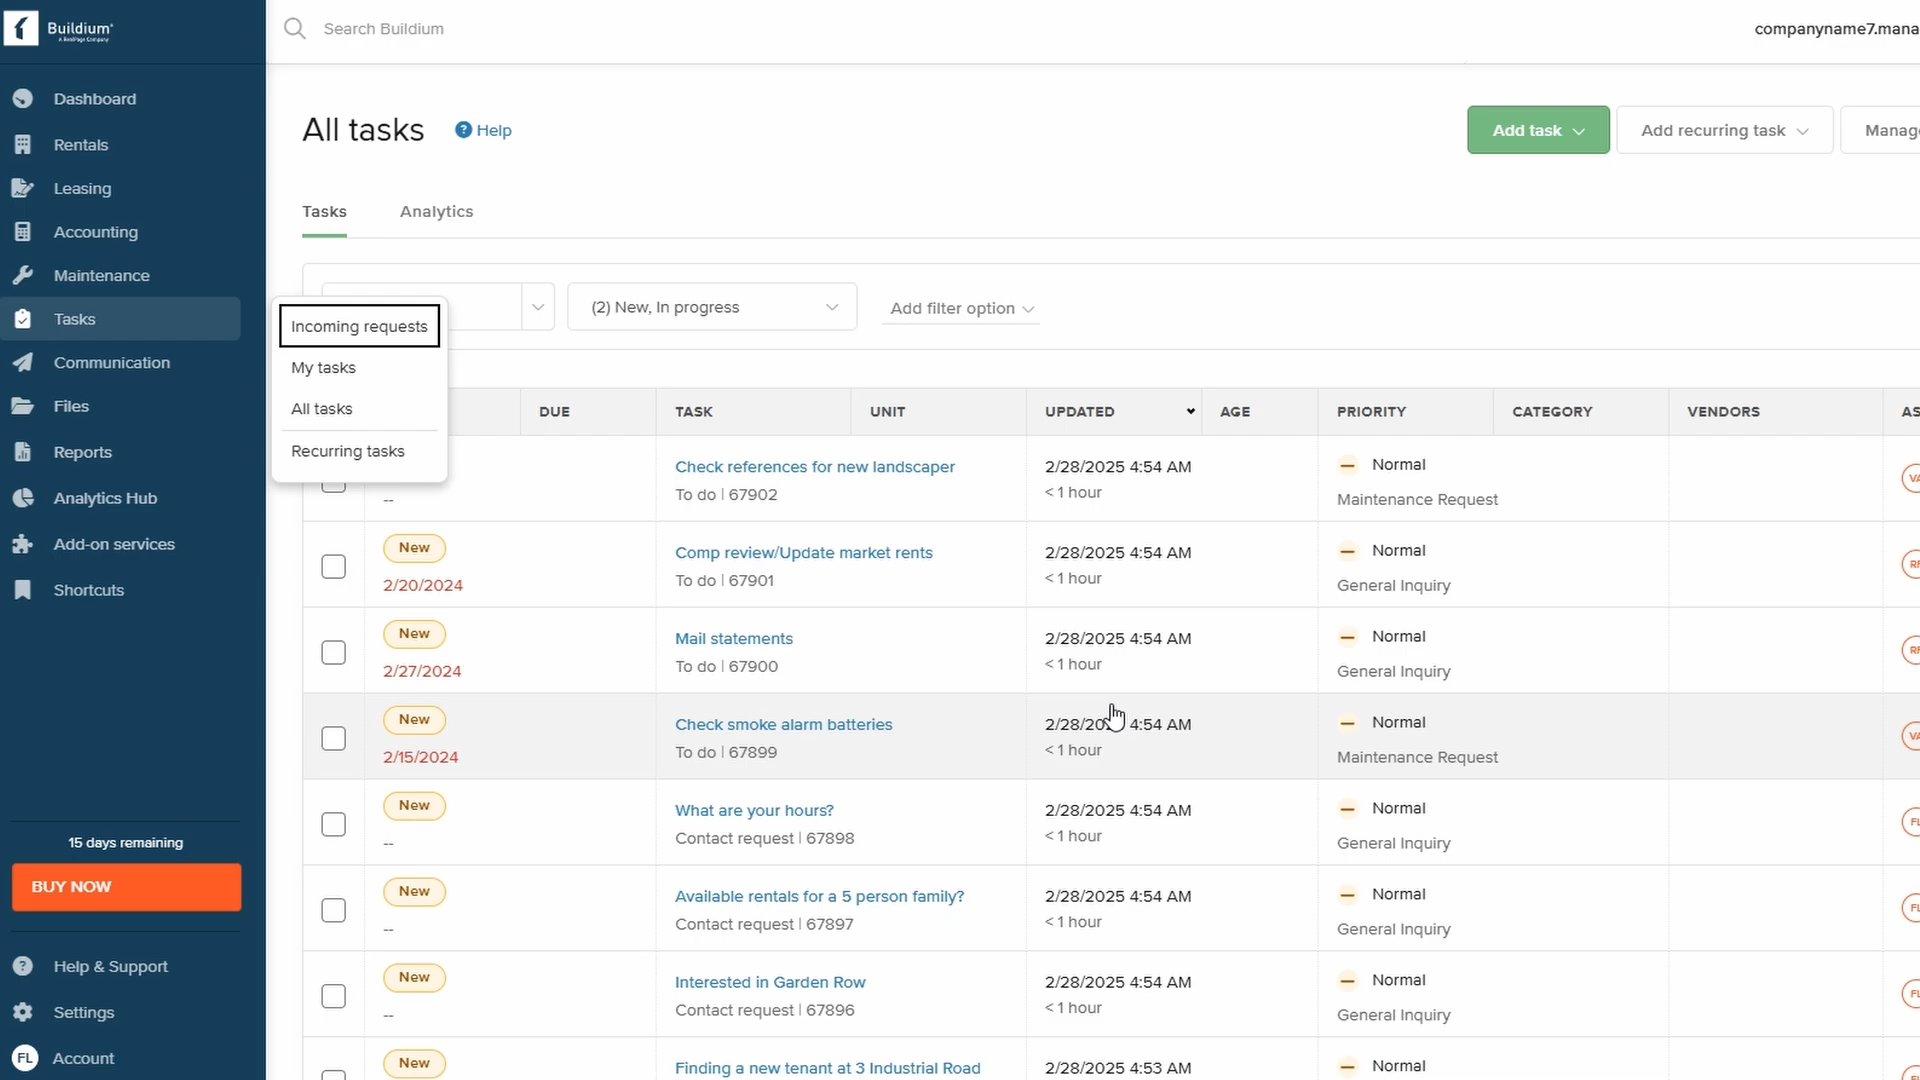 Buildium®
A RealPage Company
Search Buildium
companyname7.mana
Dashboard
Rentals
Leasing
Accounting
Maintenance
Tasks
Communication
Files
Reports
Analytics Hub
Add-on services
Shortcuts
15 days remaining
BUY NOW
Help & Support
Settings
FL Account
All tasks
? Help
Add task
Add recurring task
Manag
Tasks
Analytics
Incoming requests
My tasks
All tasks
Recurring tasks
(2) New, In progress
Add filter option
DUE TASK UNIT UPDATED AGE PRIORITY CATEGORY VENDORS AS
Check references for new landscaper 2/28/2025 4:54 AM Normal
-- To do | 67902 < 1 hour Maintenance Request VA
New Comp review/Update market rents 2/28/2025 4:54 AM Normal
2/20/2024 To do | 67901 < 1 hour General Inquiry RF
New Mail statements 2/28/2025 4:54 AM Normal
2/27/2024 To do | 67900 < 1 hour General Inquiry RF
New Check smoke alarm batteries 2/28/20 4:54 AM Normal
2/15/2024 To do | 67899 < 1 hour Maintenance Request VA
New What are your hours? 2/28/2025 4:54 AM Normal
-- Contact request | 67898 < 1 hour General Inquiry FL
New Available rentals for a 5 person family? 2/28/2025 4:54 AM Normal
-- Contact request | 67897 < 1 hour General Inquiry FL
New Interested in Garden Row 2/28/2025 4:54 AM Normal
-- Contact request | 67896 < 1 hour General Inquiry FL
New Finding a new tenant at 3 Industrial Road 2/28/2025 4:53 AM Normal